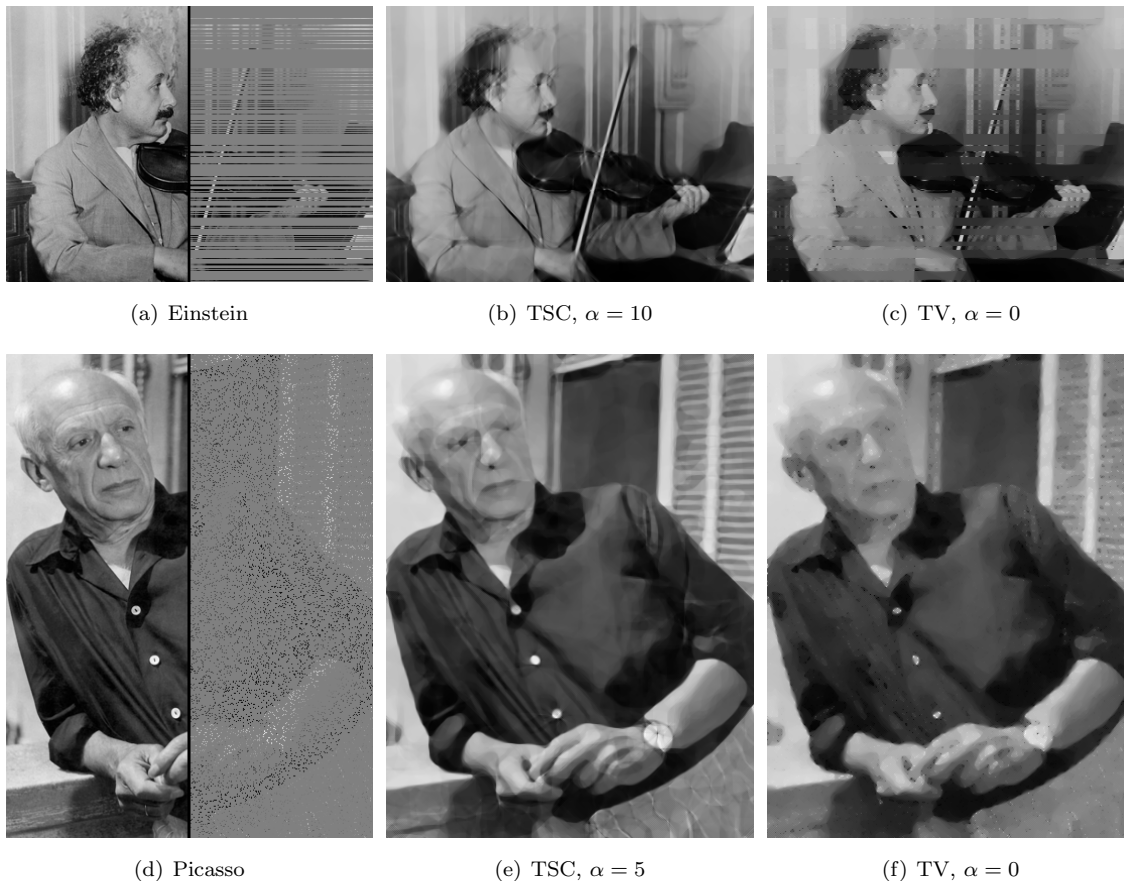 (a) Einstein
(b) TSC, α = 10
(c) TV, α = 0
(d) Picasso
(e) TSC, α = 5
(f) TV, α = 0